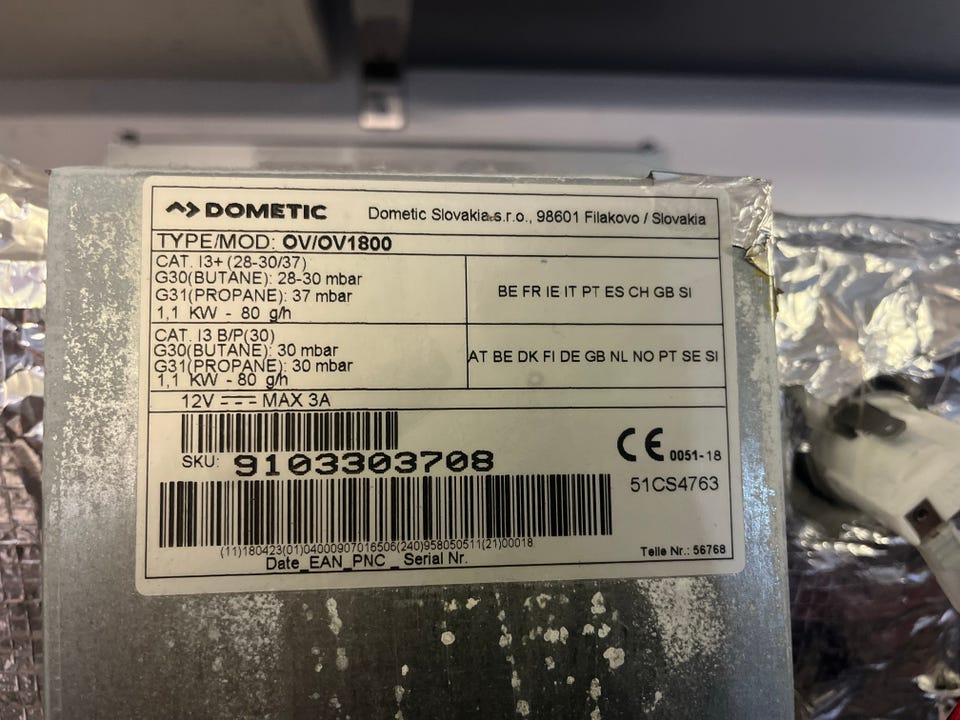 DOMETIC
Dometic Slovakia s.r.o., 98601 Filakovo / Slovakia
TYPE/MOD: OV/OV1800
CAT. I3+ (28-30/37)
G30(BUTANE): 28-30 mbar
G31(PROPANE): 37 mbar
1,1 KW - 80 g/h
BE FR IE IT PT ES CH GB SI
CAT. I3 B/P(30)
G30(BUTANE): 30 mbar
G31(PROPANE): 30 mbar
1,1 KW - 80 g/h
AT BE DK FI DE GB NL NO PT SE SI
12V MAX 3A
SKU: 9103303708
CE 0051-18
51CS4763
(11)180423(01)04000907016506(240)958050511(21)00018
Date_EAN_PNC _ Serial Nr.
Teile Nr.: 56768